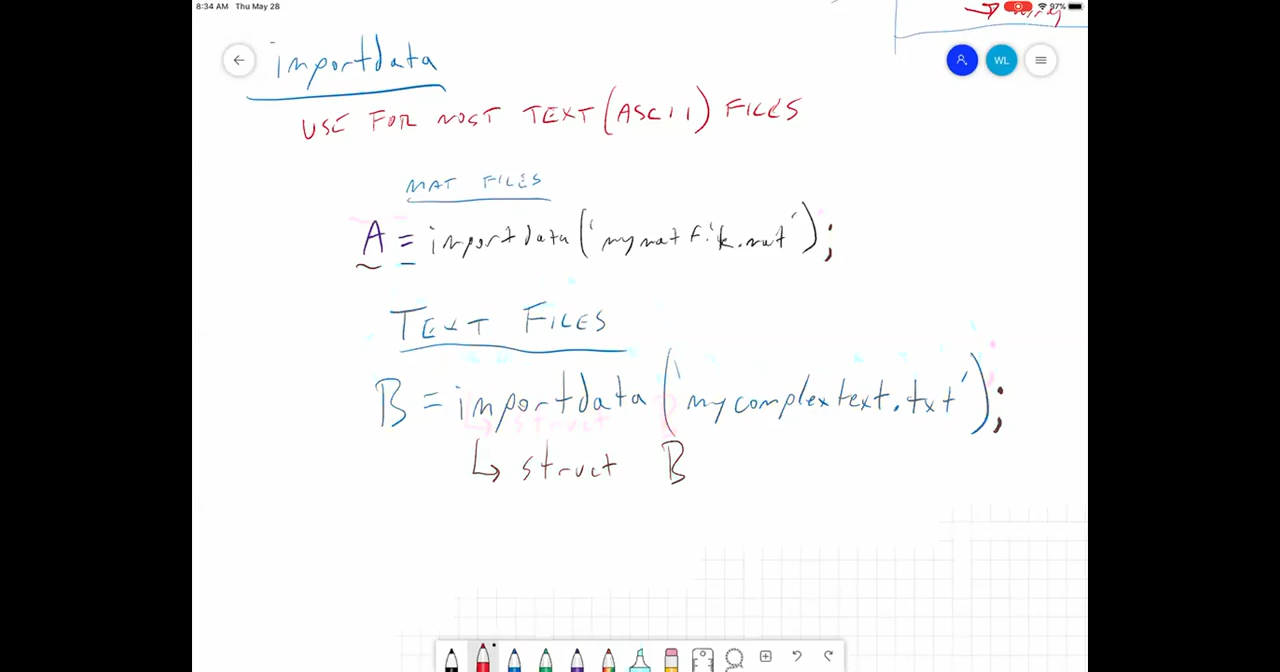 8:34 AM Thu May 28
97%
importdata
WL
USE FOR MOST TEXT (ASCII) FILES
MAT FILES
A = importdata('mymatfile.mat');
TEXT FILES
B = importdata('mycomplextext.txt');
↳ struct B